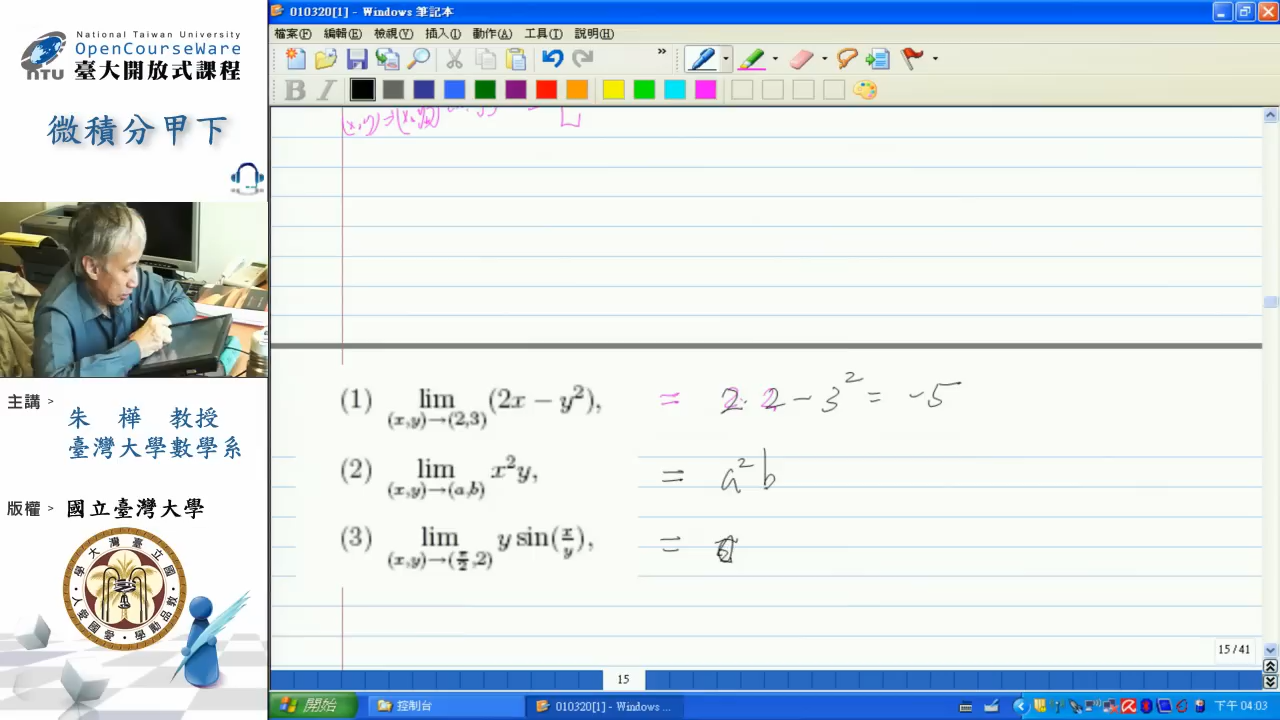 National Taiwan University
OpenCourseWare
臺大開放式課程
NTU
微積分甲下
主講 >
朱 樺 教授
臺灣大學數學系
版權 > 國立臺灣大學
010320[1] - Windows 筆記本
檔案(F) 編輯(E) 檢視(V) 插入(I) 動作(A) 工具(T) 說明(H)
B I
(1) lim (x,y)→(2,3) (2x − y²), = 2·2 − 3² = −5
(2) lim (x,y)→(a,b) x²y, = a²b
(3) lim (x,y)→(π/2,2) y sin(x/y), =
15/41
15
開始 控制台 010320[1] - Windows ... 下午 04:03